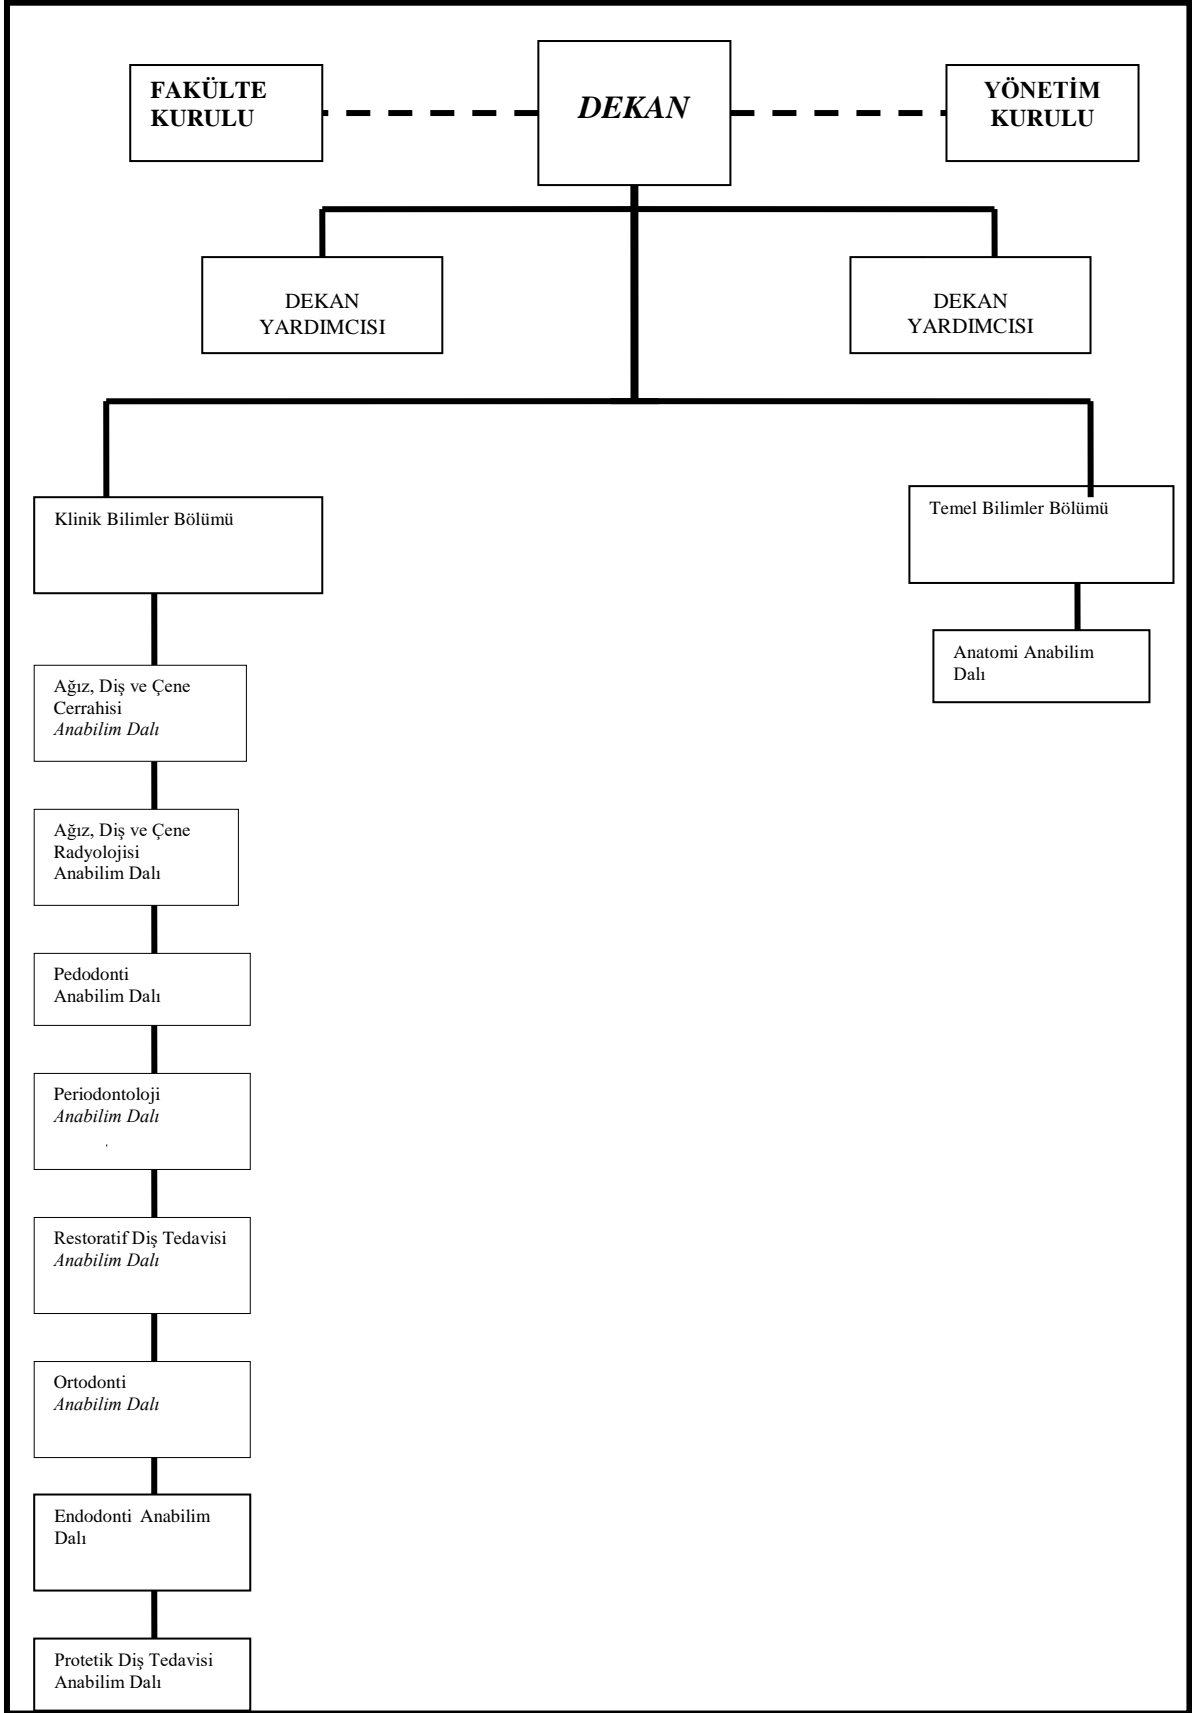 FAKÜLTE
KURULU
DEKAN
YÖNETİM
KURULU
DEKAN
YARDIMCISI
DEKAN
YARDIMCISI
Klinik Bilimler Bölümü
Temel Bilimler Bölümü
Anatomi Anabilim
Dalı
Ağız, Diş ve Çene
Cerrahisi
Anabilim Dalı
Ağız, Diş ve Çene
Radyolojisi
Anabilim Dalı
Pedodonti
Anabilim Dalı
Periodontoloji
Anabilim Dalı
Restoratif Diş Tedavisi
Anabilim Dalı
Ortodonti
Anabilim Dalı
Endodonti  Anabilim
Dalı
Protetik Diş Tedavisi
Anabilim Dalı